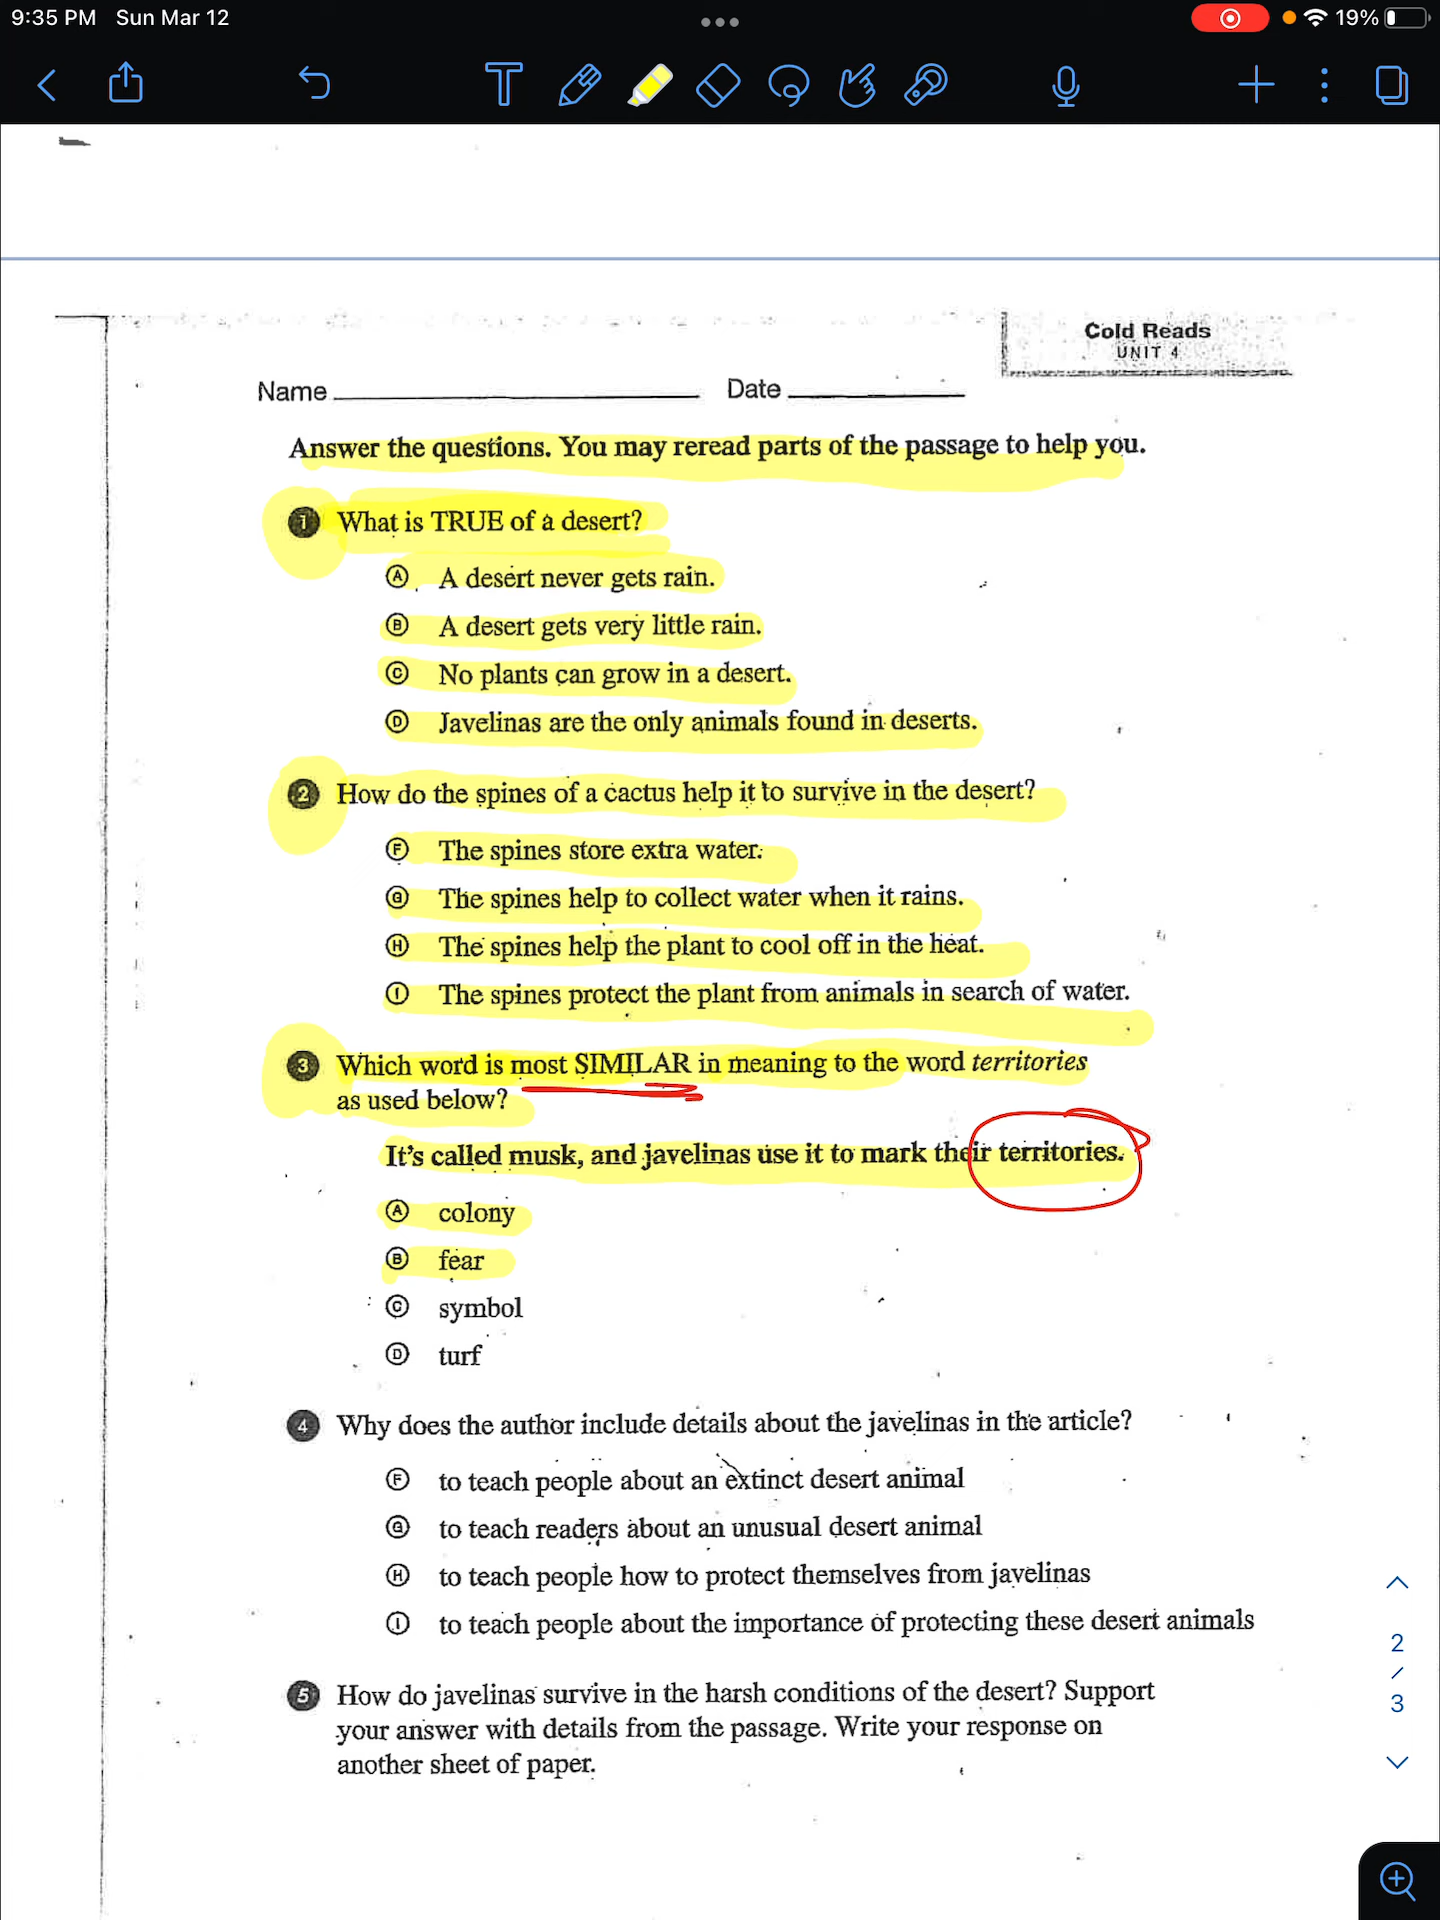 9:35 PM Sun Mar 12
19%
Cold Reads
UNIT 4
Name Date
Answer the questions. You may reread parts of the passage to help you.
1 What is TRUE of a desert?
A A desert never gets rain.
B A desert gets very little rain.
C No plants can grow in a desert.
D Javelinas are the only animals found in deserts.
2 How do the spines of a cactus help it to survive in the desert?
F The spines store extra water.
G The spines help to collect water when it rains.
H The spines help the plant to cool off in the heat.
I The spines protect the plant from animals in search of water.
3 Which word is most SIMILAR in meaning to the word territories
as used below?
It's called musk, and javelinas use it to mark their territories.
A colony
B fear
C symbol
D turf
4 Why does the author include details about the javelinas in the article?
F to teach people about an extinct desert animal
G to teach readers about an unusual desert animal
H to teach people how to protect themselves from javelinas
I to teach people about the importance of protecting these desert animals
2
/
3
5 How do javelinas survive in the harsh conditions of the desert? Support
your answer with details from the passage. Write your response on
another sheet of paper.